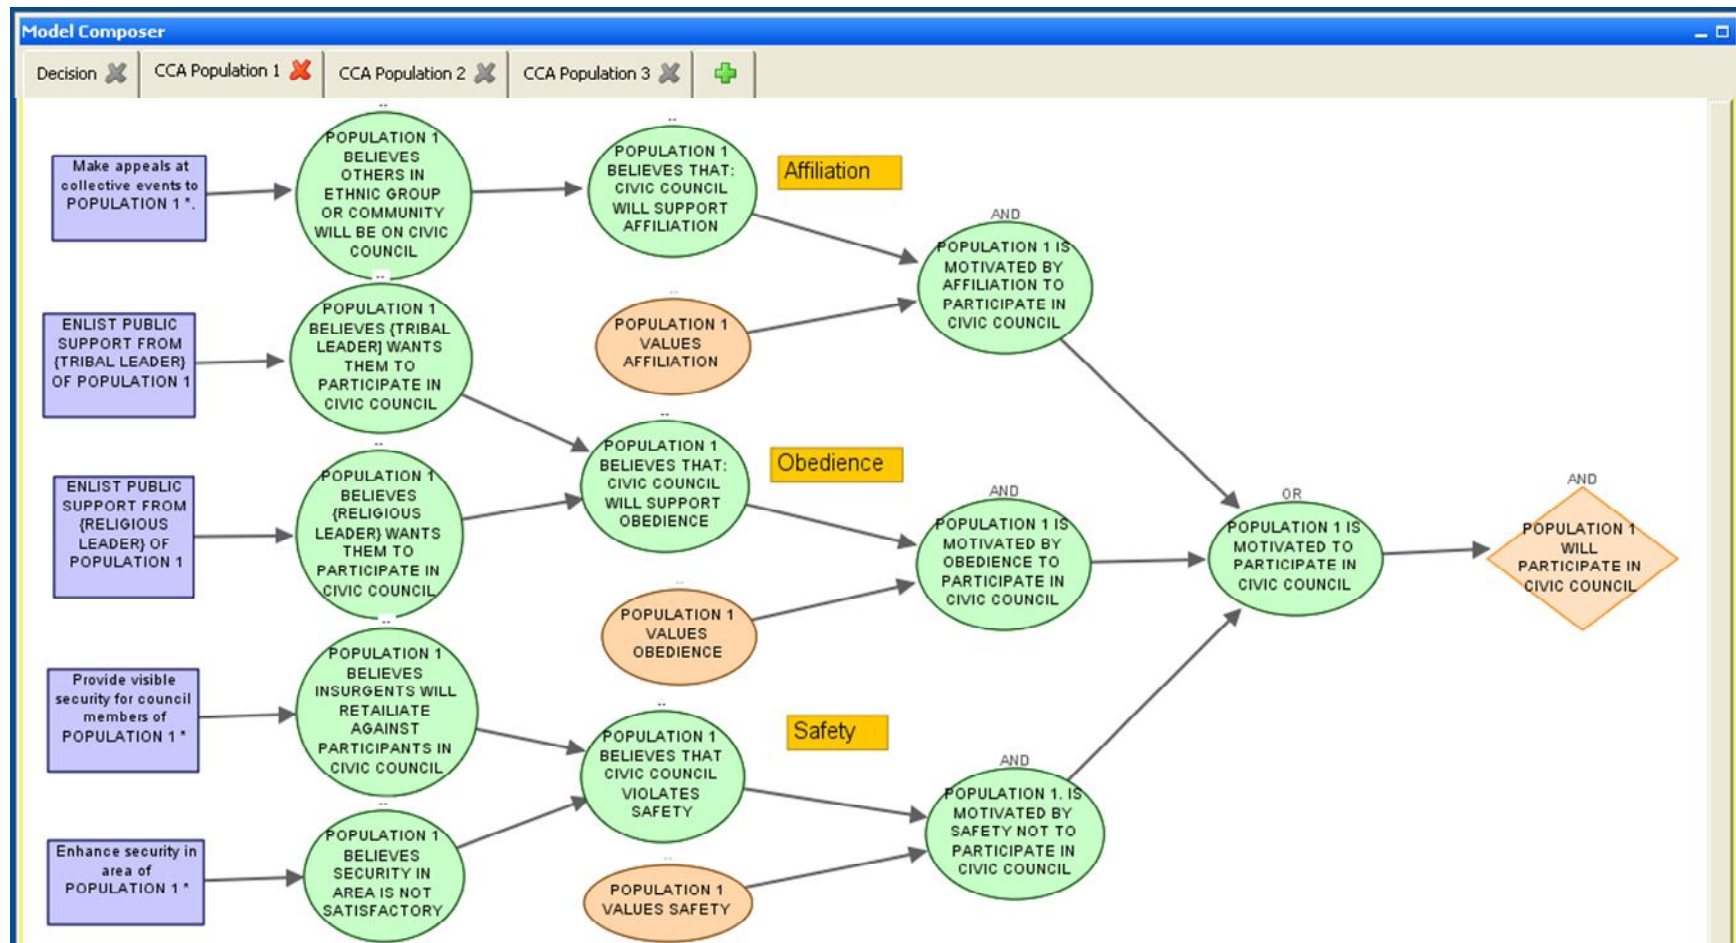 Model Composer
Decision
CCA Population 1
CCA Population 2
CCA Population 3
Make appeals at
collective events to
POPULATION 1 *.
--
POPULATION 1
BELIEVES
OTHERS IN
ETHNIC GROUP
OR COMMUNITY
WILL BE ON CIVIC
COUNCIL
--
POPULATION 1
BELIEVES THAT:
CIVIC COUNCIL
WILL SUPPORT
AFFILIATION
Affiliation
--
POPULATION 1
VALUES
AFFILIATION
AND
POPULATION 1 IS
MOTIVATED BY
AFFILIATION TO
PARTICIPATE IN
CIVIC COUNCIL
ENLIST PUBLIC
SUPPORT FROM
{TRIBAL LEADER}
OF POPULATION 1
--
POPULATION 1
BELIEVES {TRIBAL
LEADER] WANTS
THEM TO
PARTICIPATE IN
CIVIC COUNCIL
ENLIST PUBLIC
SUPPORT FROM
{RELIGIOUS
LEADER} OF
POPULATION 1
--
POPULATION 1
BELIEVES
{RELIGIOUS
LEADER} WANTS
THEM TO
PARTICIPATE IN
CIVIC COUNCIL
--
POPULATION 1
BELIEVES THAT:
CIVIC COUNCIL
WILL SUPPORT
OBEDIENCE
Obedience
--
POPULATION 1
VALUES
OBEDIENCE
AND
POPULATION 1 IS
MOTIVATED BY
OBEDIENCE TO
PARTICIPATE IN
CIVIC COUNCIL
OR
POPULATION 1 IS
MOTIVATED TO
PARTICIPATE IN
CIVIC COUNCIL
AND
POPULATION 1
WILL
PARTICIPATE IN
CIVIC COUNCIL
Provide visible
security for council
members of
POPULATION 1 *
--
POPULATION 1
BELIEVES
INSURGENTS WILL
RETAILIATE
AGAINST
PARTICIPANTS IN
CIVIC COUNCIL
Enhance security in
area of
POPULATION 1 *
--
POPULATION 1
BELIEVES
SECURITY IN
AREA IS NOT
SATISFACTORY
--
POPULATION 1
BELIEVES THAT
CIVIC COUNCIL
VIOLATES
SAFETY
Safety
--
POPULATION 1
VALUES SAFETY
AND
POPULATION 1. IS
MOTIVATED BY
SAFETY NOT TO
PARTICIPATE IN
CIVIC COUNCIL